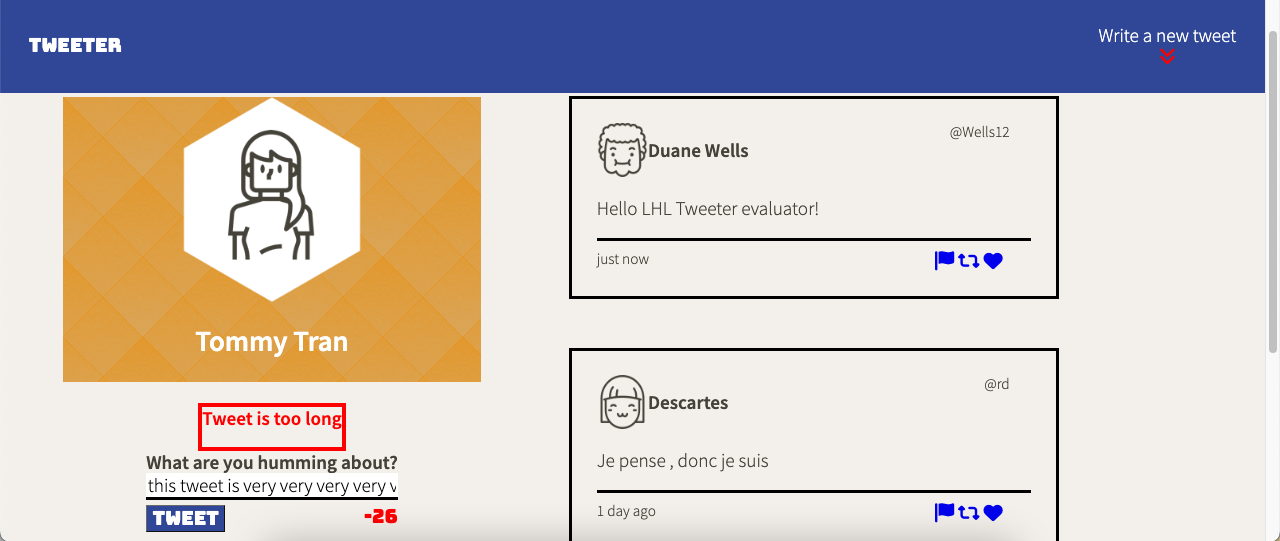 TWEETER
Write a new tweet
Tommy Tran
Tweet is too long
What are you humming about?
this tweet is very very very very v
TWEET
-26
Duane Wells
@Wells12
Hello LHL Tweeter evaluator!
just now
Descartes
@rd
Je pense , donc je suis
1 day ago